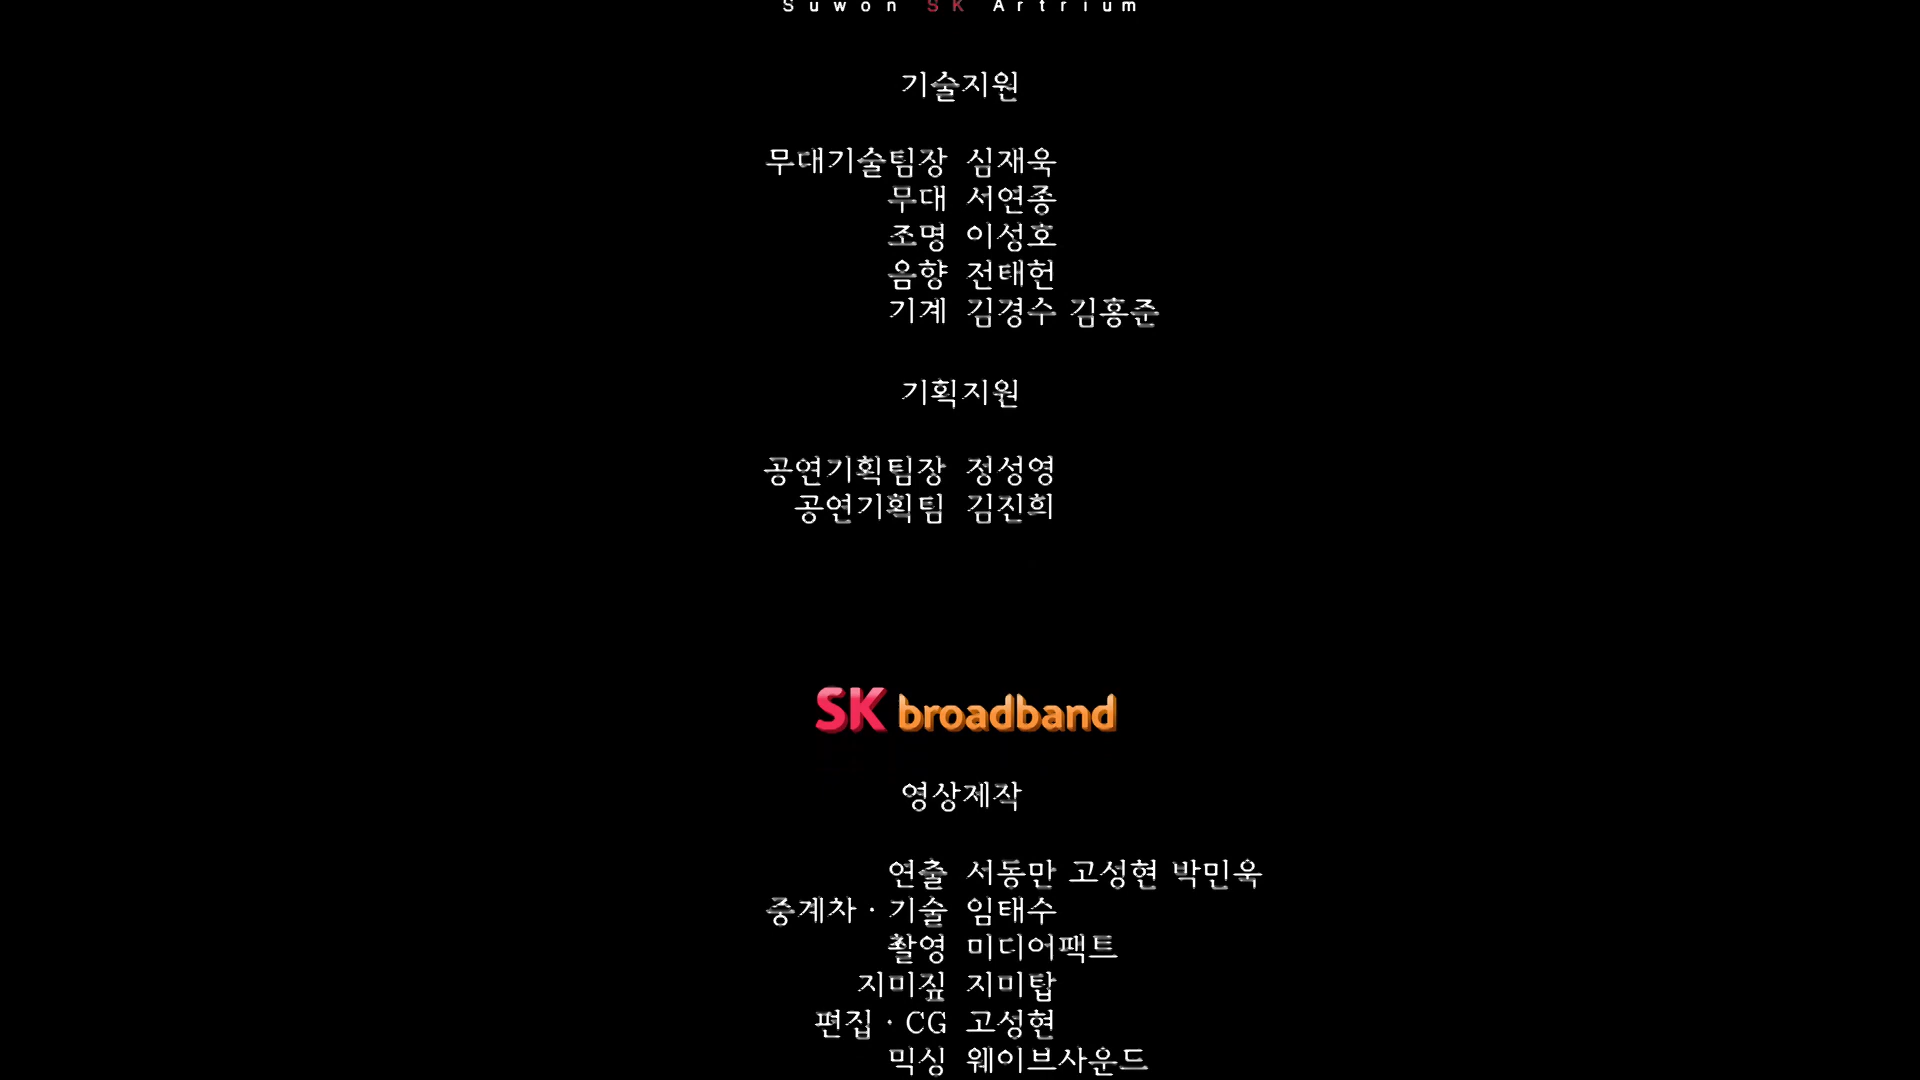 Suwon SK Artrium
기술지원
무대기술팀장 심재욱
무대 서연종
조명 이성호
음향 전태헌
기계 김경수 김흥준
기획지원
공연기획팀장 정성영
공연기획팀 김진희
SK broadband
영상제작
연출 서동만 고성현 박민욱
중계차·기술 임태수
촬영 미디어팩트
지미짚 지미탑
편집·CG 고성현
믹싱 웨이브사운드